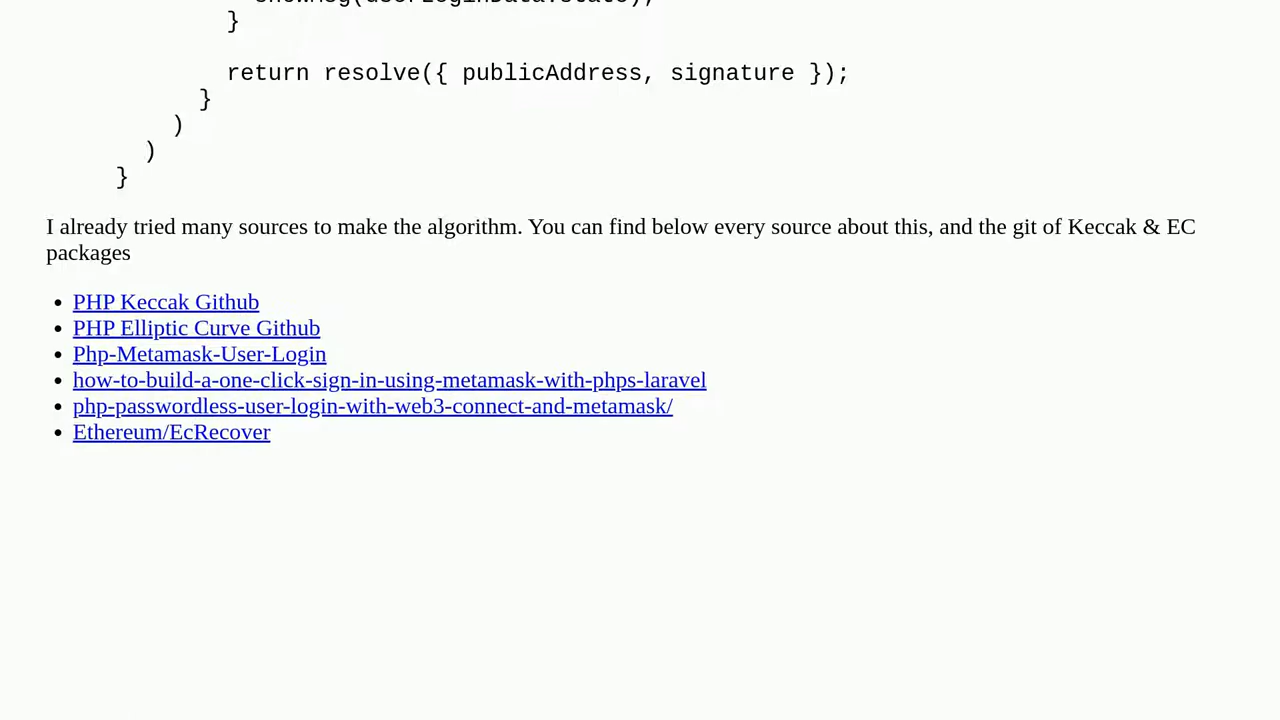 }
return resolve({ publicAddress, signature });
}
)
)
}
I already tried many sources to make the algorithm. You can find below every source about this, and the git of Keccak & EC
packages
• PHP Keccak Github
• PHP Elliptic Curve Github
• Php-Metamask-User-Login
• how-to-build-a-one-click-sign-in-using-metamask-with-phps-laravel
• php-passwordless-user-login-with-web3-connect-and-metamask/
• Ethereum/EcRecover